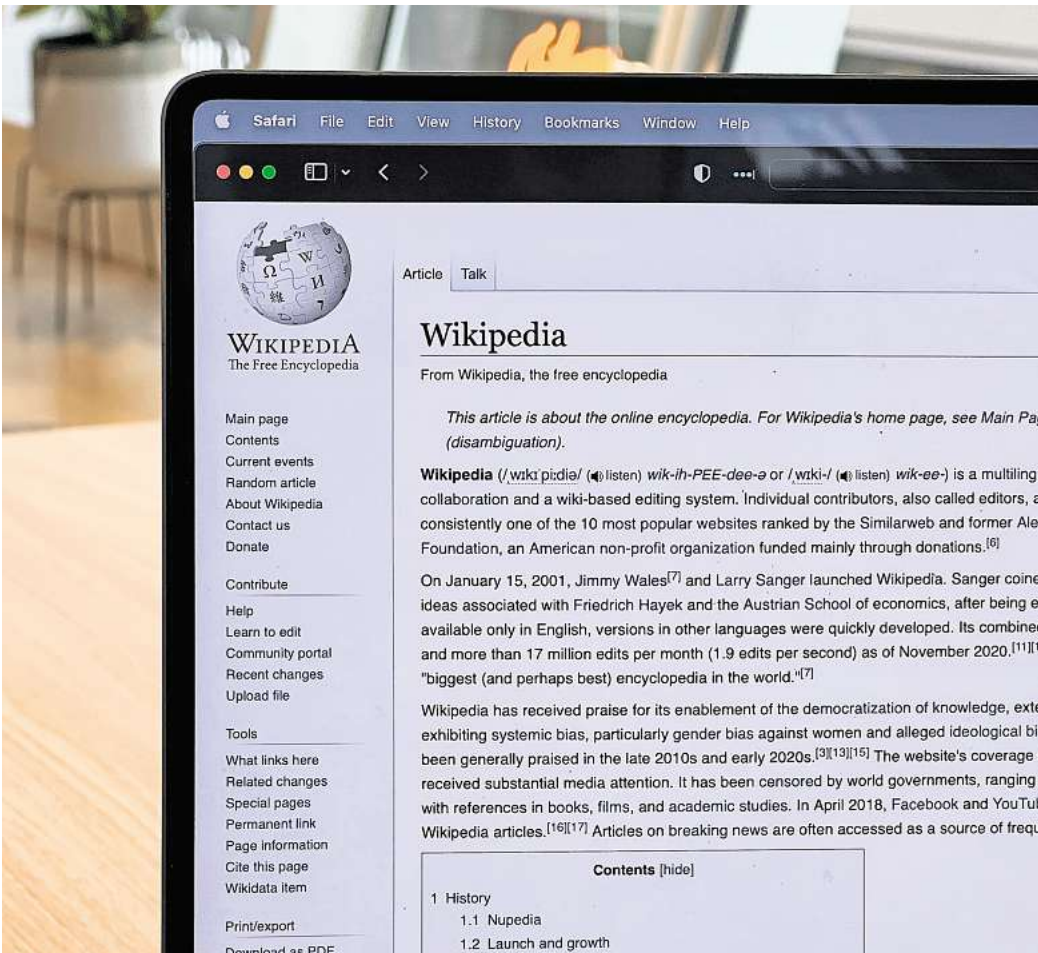 Safari File Edit View History Bookmarks Window Help
Ω W И 維 7
WIKIPEDIA
The Free Encyclopedia
Main page
Contents
Current events
Random article
About Wikipedia
Contact us
Donate
Contribute
Help
Learn to edit
Community portal
Recent changes
Upload file
Tools
What links here
Related changes
Special pages
Permanent link
Page information
Cite this page
Wikidata item
Print/export
Download as PDF
Article Talk
Wikipedia
From Wikipedia, the free encyclopedia
This article is about the online encyclopedia. For Wikipedia's home page, see Main Pa
(disambiguation).
Wikipedia (/ˌwɪkɪˈpiːdiə/ (listen) wik-ih-PEE-dee-ə or /ˌwɪki-/ (listen) wik-ee-) is a multiling
collaboration and a wiki-based editing system. Individual contributors, also called editors, a
consistently one of the 10 most popular websites ranked by the Similarweb and former Ale
Foundation, an American non-profit organization funded mainly through donations.[6]
On January 15, 2001, Jimmy Wales[7] and Larry Sanger launched Wikipedia. Sanger coine
ideas associated with Friedrich Hayek and the Austrian School of economics, after being e
available only in English, versions in other languages were quickly developed. Its combine
and more than 17 million edits per month (1.9 edits per second) as of November 2020.[11][1
"biggest (and perhaps best) encyclopedia in the world."[7]
Wikipedia has received praise for its enablement of the democratization of knowledge, exte
exhibiting systemic bias, particularly gender bias against women and alleged ideological bi
been generally praised in the late 2010s and early 2020s.[3][13][15] The website's coverage
received substantial media attention. It has been censored by world governments, ranging
with references in books, films, and academic studies. In April 2018, Facebook and YouTub
Wikipedia articles.[16][17] Articles on breaking news are often accessed as a source of frequ
Contents [hide]
1 History
1.1 Nupedia
1.2 Launch and growth